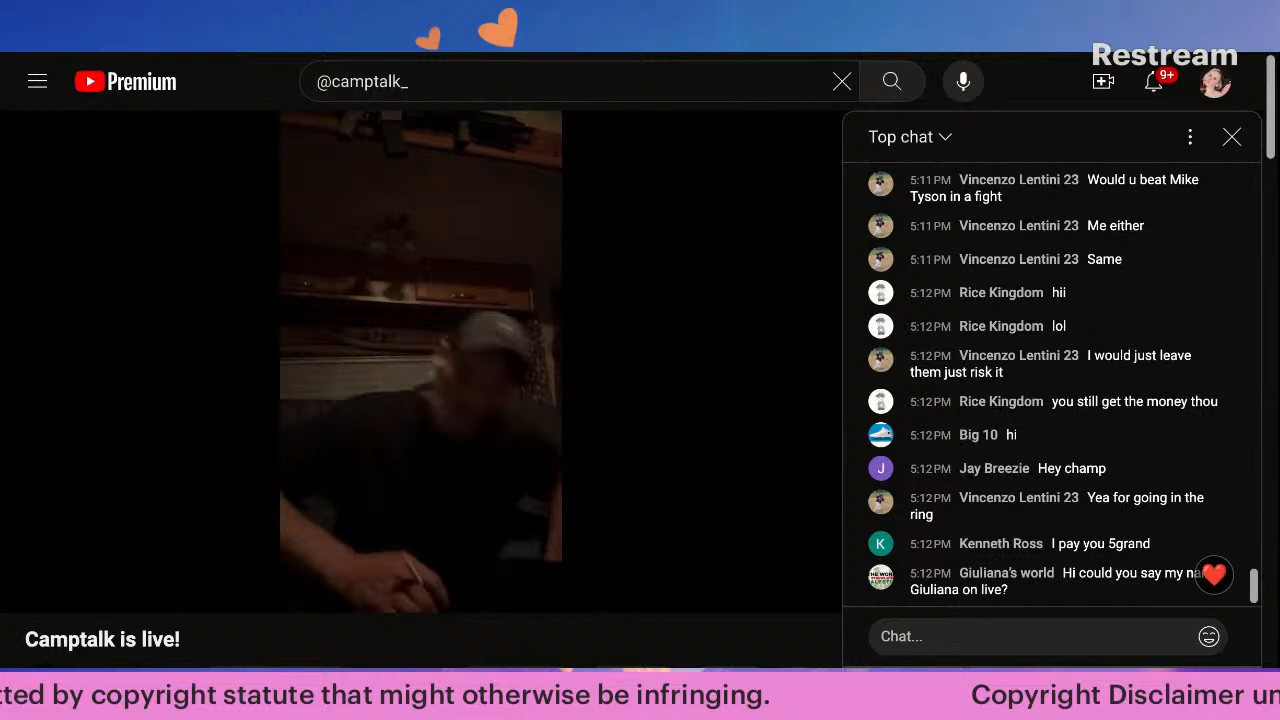 Restream
Premium
@camptalk_
9+
Top chat
5:11 PM Vincenzo Lentini 23 Would u beat Mike
Tyson in a fight
5:11 PM Vincenzo Lentini 23 Me either
5:11 PM Vincenzo Lentini 23 Same
5:12 PM Rice Kingdom hii
5:12 PM Rice Kingdom lol
5:12 PM Vincenzo Lentini 23 I would just leave
them just risk it
5:12 PM Rice Kingdom you still get the money thou
5:12 PM Big 10 hi
J 5:12 PM Jay Breezie Hey champ
5:12 PM Vincenzo Lentini 23 Yea for going in the
ring
K 5:12 PM Kenneth Ross I pay you 5grand
5:12 PM Giuliana's world Hi could you say my na
Giuliana on live?
Chat...
Camptalk is live!
tted by copyright statute that might otherwise be infringing. Copyright Disclaimer un